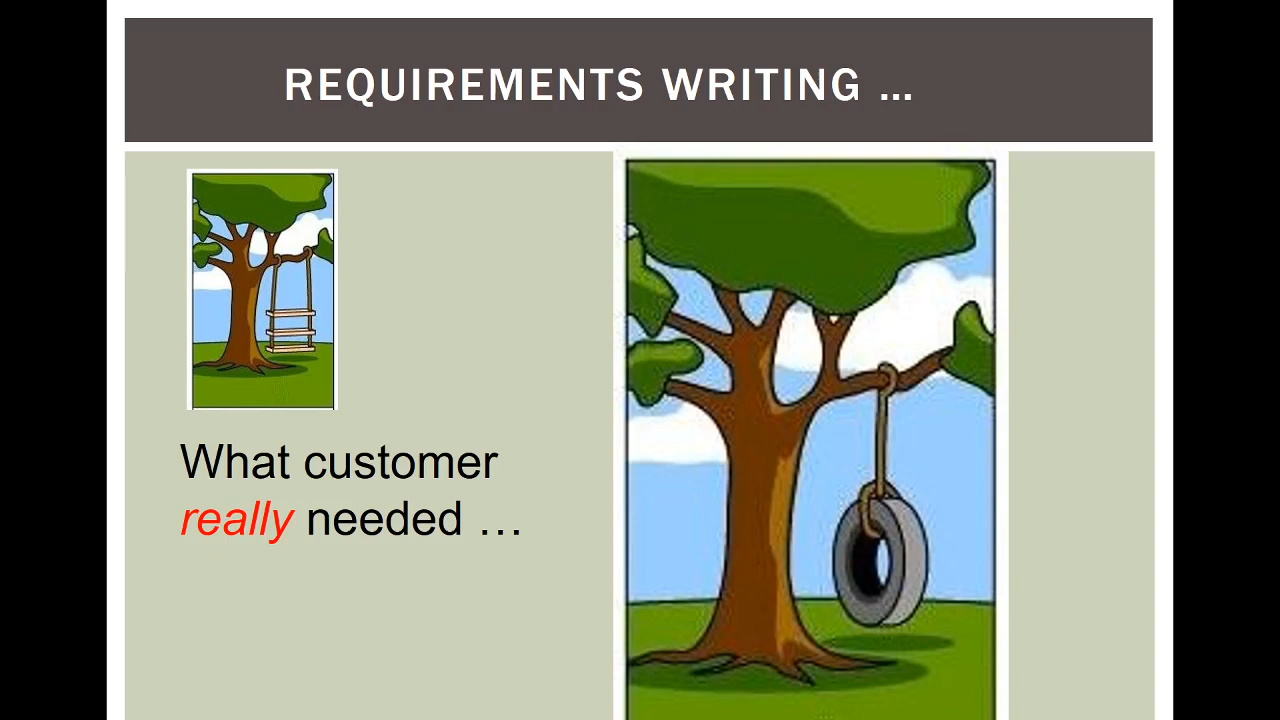 REQUIREMENTS WRITING …
What customer
really needed …